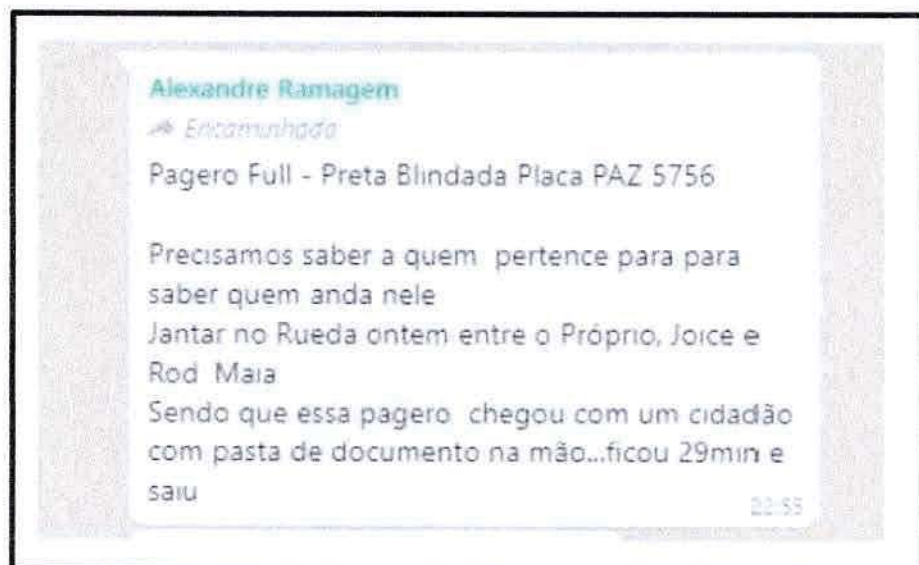 Alexandre Ramagem
Encaminhada
Pagero Full - Preta Blindada Placa PAZ 5756
Precisamos saber a quem pertence para para
saber quem anda nele
Jantar no Rueda ontem entre o Próprio, Joice e
Rod Maia
Sendo que essa pagero chegou com um cidadão
com pasta de documento na mão...ficou 29min e
saiu
22:55